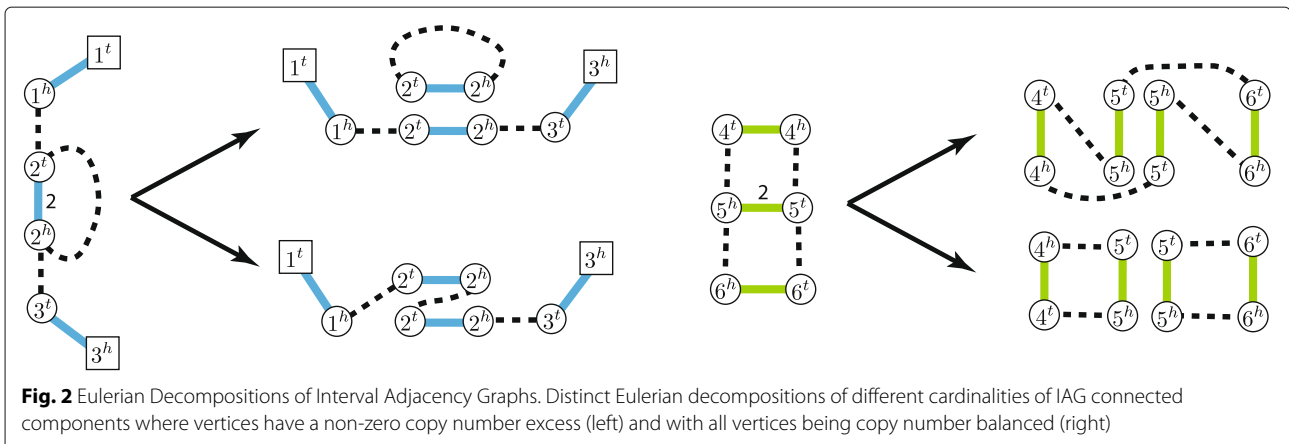 1^t
1^h
2^t
2
2^h
3^t
3^h
1^t
2^t 2^h
3^h
1^h 2^t 2^h 3^t
1^t
2^t 2^h
3^h
1^h 2^t 2^h 3^t
4^t 4^h
5^h 2 5^t
6^h 6^t
4^t 5^t 5^h 6^t
4^h 5^h 5^t 6^h
4^h 5^t 5^t 6^t
4^t 5^h 5^h 6^h
Fig. 2 Eulerian Decompositions of Interval Adjacency Graphs. Distinct Eulerian decompositions of different cardinalities of IAG connected
components where vertices have a non-zero copy number excess (left) and with all vertices being copy number balanced (right)